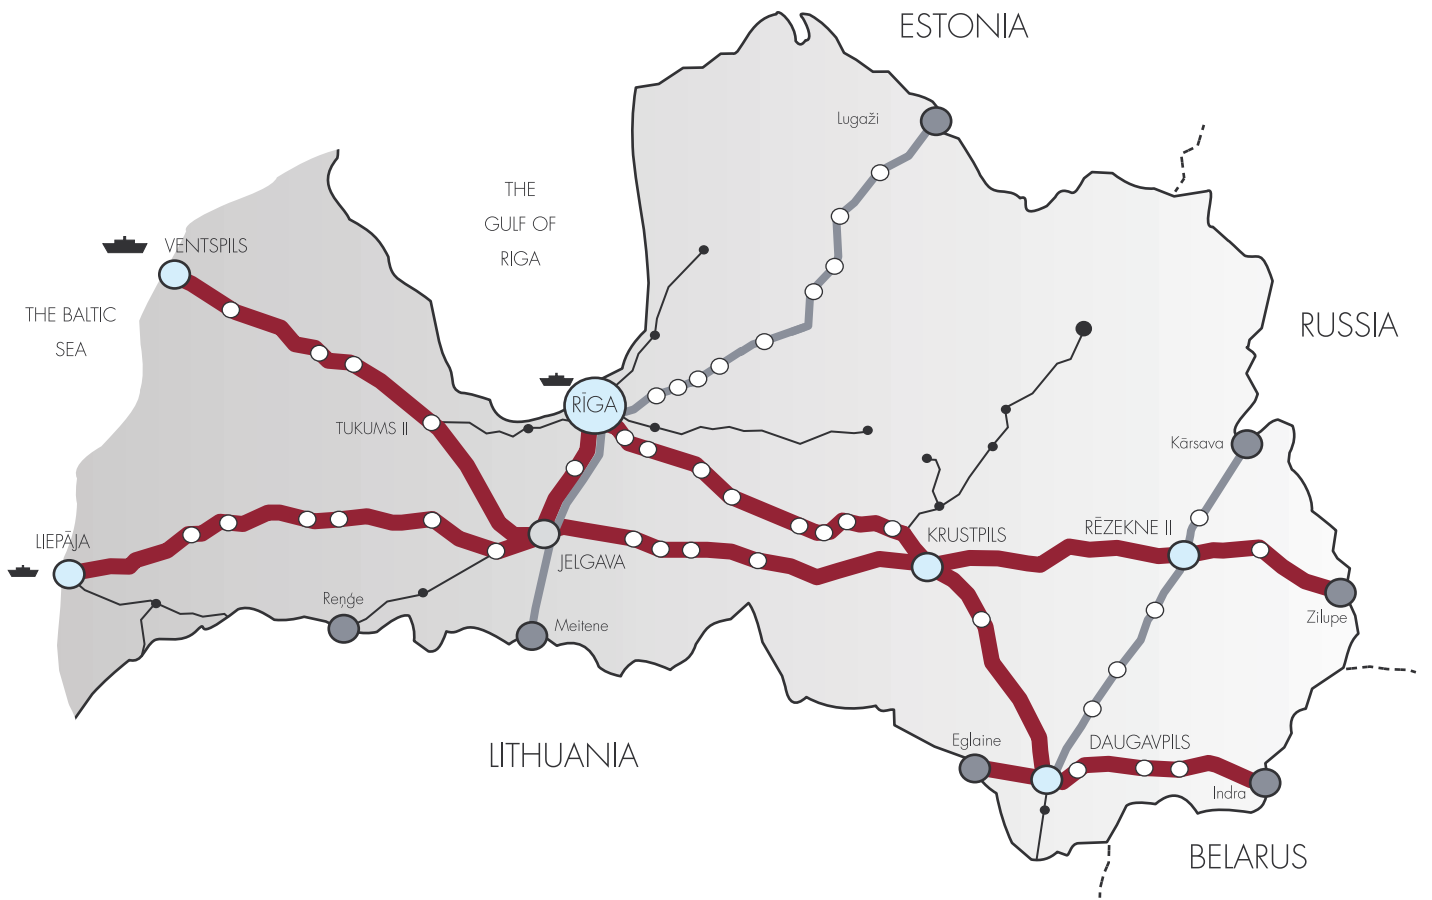 ESTONIA
Lugaži
THE
GULF OF
RIGA
VENTSPILS
THE BALTIC
SEA
RUSSIA
RĪGA
TUKUMS II
Kārsava
LIEPĀJA
KRUSTPILS
RĒZEKNE II
JELGAVA
Reņģe
Meitene
Zilupe
LITHUANIA
Eglaine
DAUGAVPILS
Indra
BELARUS